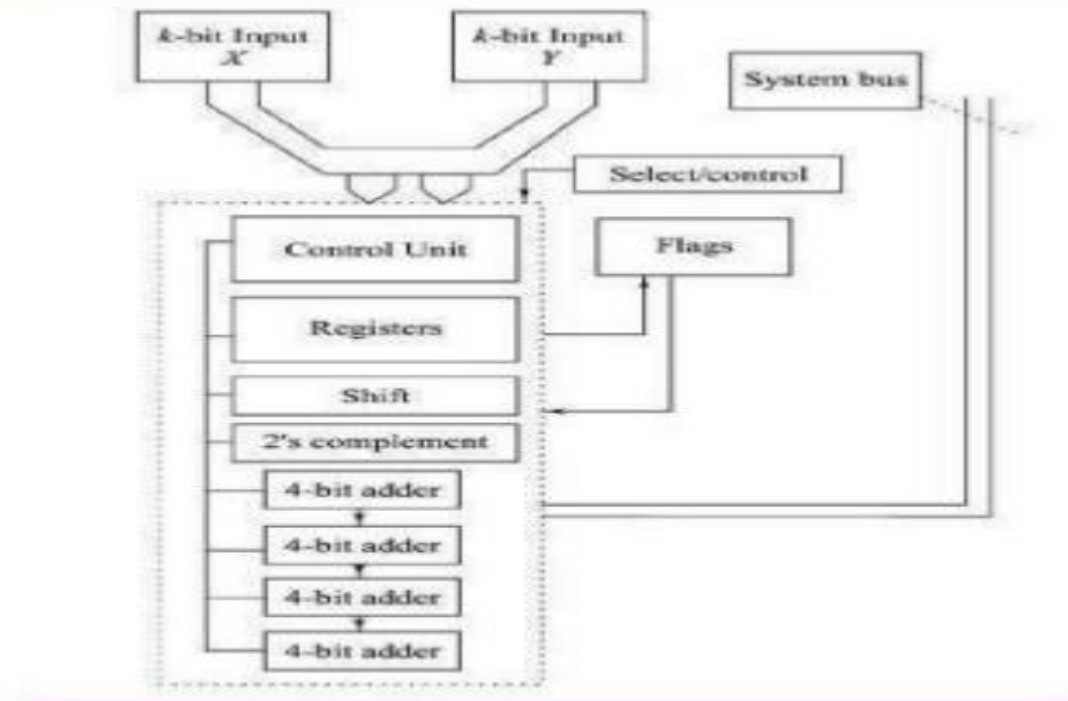 k-bit Input
X
k-bit Input
Y
System bus
Select/control
Control Unit
Flags
Registers
Shift
2's complement
4-bit adder
4-bit adder
4-bit adder
4-bit adder